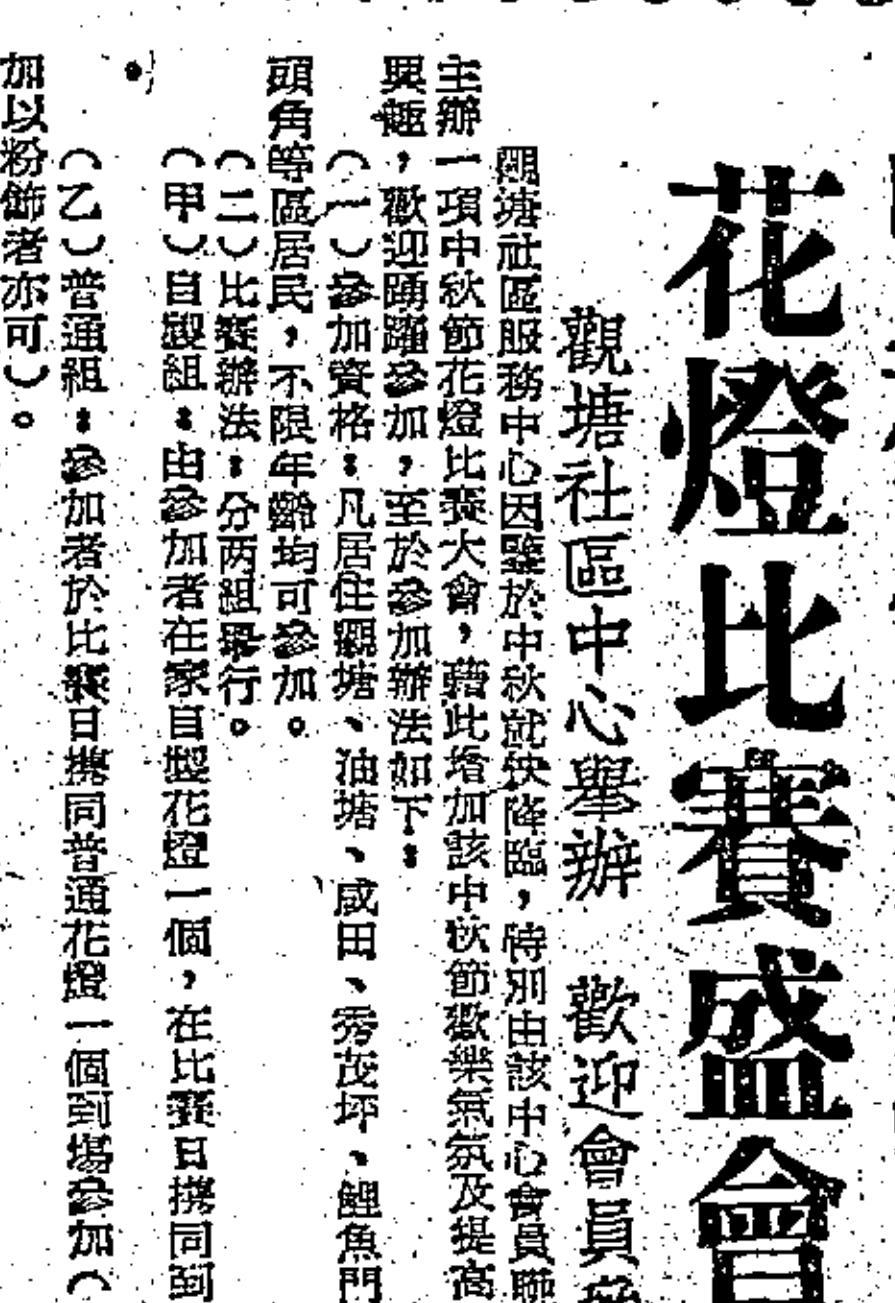 花燈比賽盛會
觀塘社區中心舉辦　歡迎會員
觀塘社區服務中心因鑒於中秋就快降臨，特別由該中心會員聯
主辦一項中秋節花燈比賽大會，藉此增加該中秋節歡樂氣氛及提高
興趣，歡迎踴躍參加，至於參加辦法如下：
（一）參加資格：凡居住觀塘、油塘、咸田、秀茂坪、鯉魚門
頭角等區居民，不限年齡均可參加。
（二）比賽辦法：分两組舉行。
（甲）自製組：由參加者在家自製花燈一個，在比賽日携同到
。
（乙）普通組：參加者於比賽日携同普通花燈一個到場參加（
加以粉飾者亦可）。